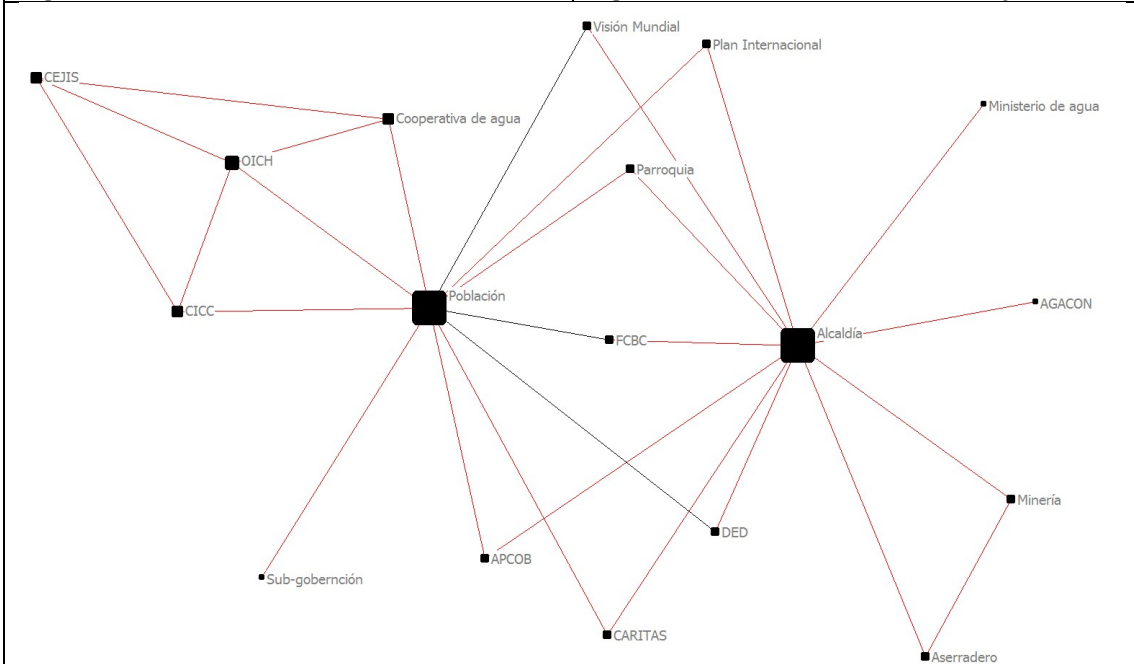 Visión Mundial
Plan Internacional
CEJIS
Ministerio de agua
Cooperativa de agua
OICH
Parroquia
Población
AGACON
CICC
Alcaldía
FCBC
Minería
DED
APCOB
Sub-gobernción
CARITAS
Aserradero